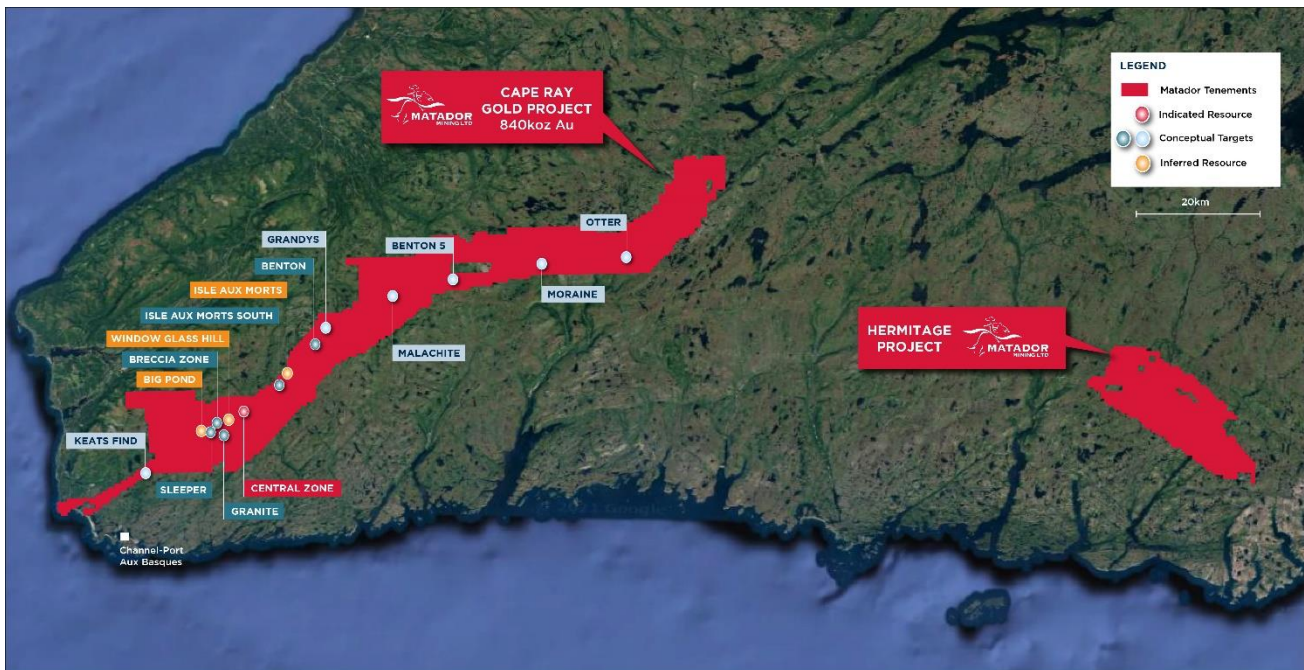 CAPE RAY
GOLD PROJECT
840koz Au
MATADOR
MINING LTD
LEGEND
Matador Tenements
Indicated Resource
Conceptual Targets
Inferred Resource
20km
OTTER
GRANDYS
BENTON 5
BENTON
ISLE AUX MORTS
MORAINE
ISLE AUX MORTS SOUTH
HERMITAGE
PROJECT
MATADOR
MINING LTD
WINDOW GLASS HILL
MALACHITE
BRECCIA ZONE
BIG POND
KEATS FIND
SLEEPER
CENTRAL ZONE
GRANITE
Channel-Port
Aux Basques